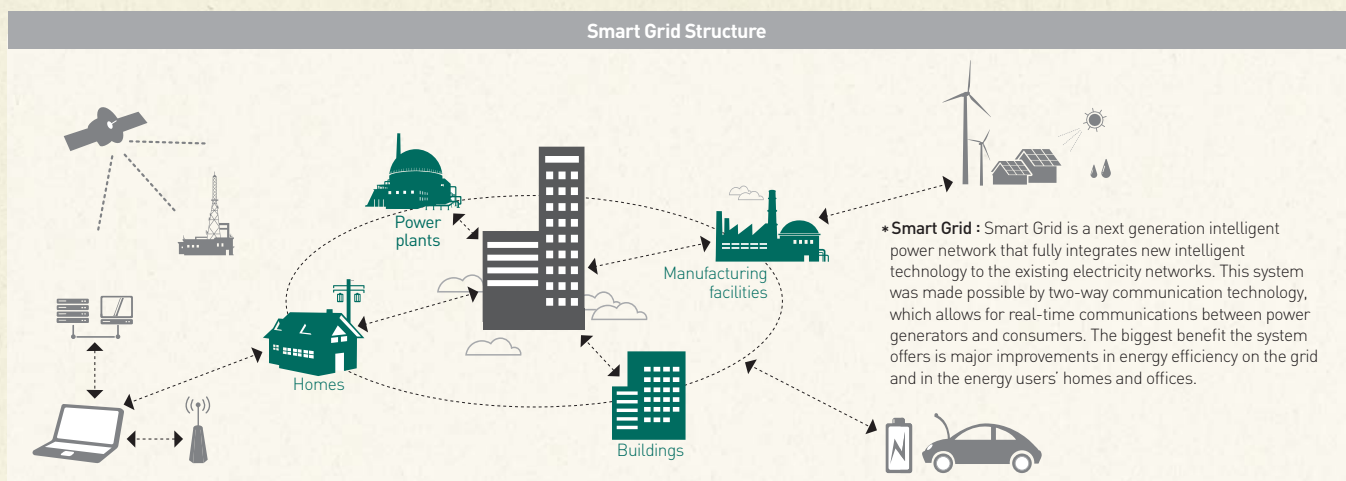 Smart Grid Structure
Power
plants
Manufacturing
facilities
Homes
Buildings
* Smart Grid : Smart Grid is a next generation intelligent
power network that fully integrates new intelligent
technology to the existing electricity networks. This system
was made possible by two-way communication technology,
which allows for real-time communications between power
generators and consumers. The biggest benefit the system
offers is major improvements in energy efficiency on the grid
and in the energy users’ homes and offices.